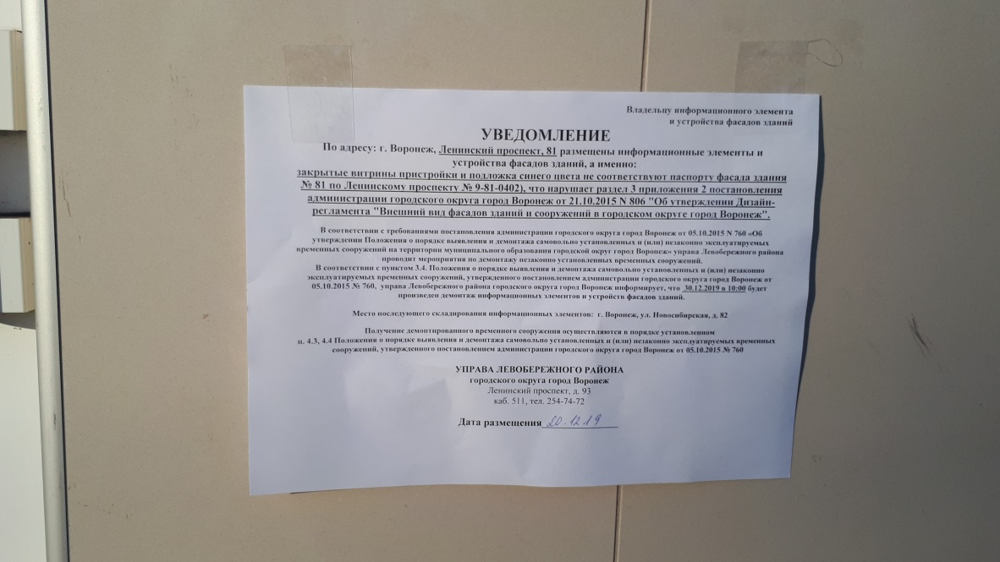 Владельцу информационного элемента
и устройства фасадов зданий
УВЕДОМЛЕНИЕ
По адресу: г. Воронеж, Ленинский проспект, 81 размещены информационные элементы и
устройства фасадов зданий, а именно:
закрытые витрины пристройки и подложка синего цвета не соответствуют паспорту фасада здания
№ 81 по Ленинскому проспекту № 9-81-0402), что нарушает раздел 3 приложения 2 постановления
администрации городского округа город Воронеж от 21.10.2015 N 806 "Об утверждении Дизайн-
регламента "Внешний вид фасадов зданий и сооружений в городском округе город Воронеж".
В соответствии с требованиями постановления администрации городского округа город Воронеж от 05.10.2015 N 760 «Об
утверждении Положения о порядке выявления и демонтажа самовольно установленных и (или) незаконно эксплуатируемых
временных сооружений на территории муниципального образования городской округ город Воронеж» управа Левобережного района
проводит мероприятия по демонтажу незаконно установленных временных сооружений.
В соответствии с пунктом 3.4. Положения о порядке выявления и демонтажа самовольно установленных и (или) незаконно
эксплуатируемых временных сооружений, утвержденного постановлением администрации городского округа город Воронеж от
05.10.2015 № 760, управа Левобережного района городского округа город Воронеж информирует, что 30.12.2019 в 10:00 будет
произведен демонтаж информационных элементов и устройств фасадов зданий.
Место последующего складирования информационных элементов: г. Воронеж, ул. Новосибирская, д. 82
Получение демонтированного временного сооружения осуществляются в порядке установленном
п. 4.3, 4.4 Положения о порядке выявления и демонтажа самовольно установленных и (или) незаконно эксплуатируемых временных
сооружений, утвержденного постановлением администрации городского округа город Воронеж от 05.10.2015 № 760
УПРАВА ЛЕВОБЕРЕЖНОГО РАЙОНА
городского округа город Воронеж
Ленинский проспект, д. 93
каб. 511, тел. 254-74-72
Дата размещения 20.12.19